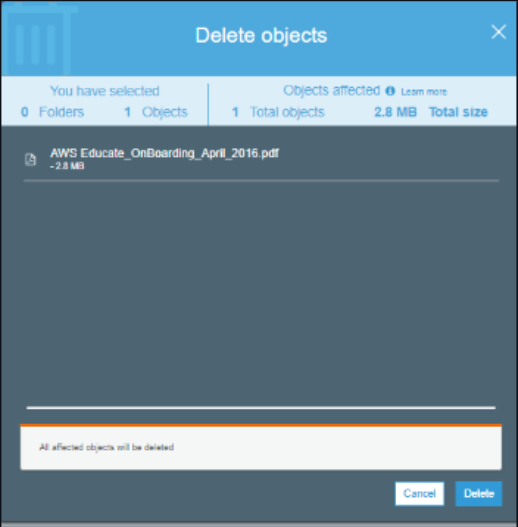 Delete objects
You have selected
Objects affected Learn more
0 Folders 1 Objects 1 Total objects 2.8 MB Total size
AWS Educate_OnBoarding_April_2016.pdf
- 2.8 MB
All affected objects will be deleted
Cancel Delete